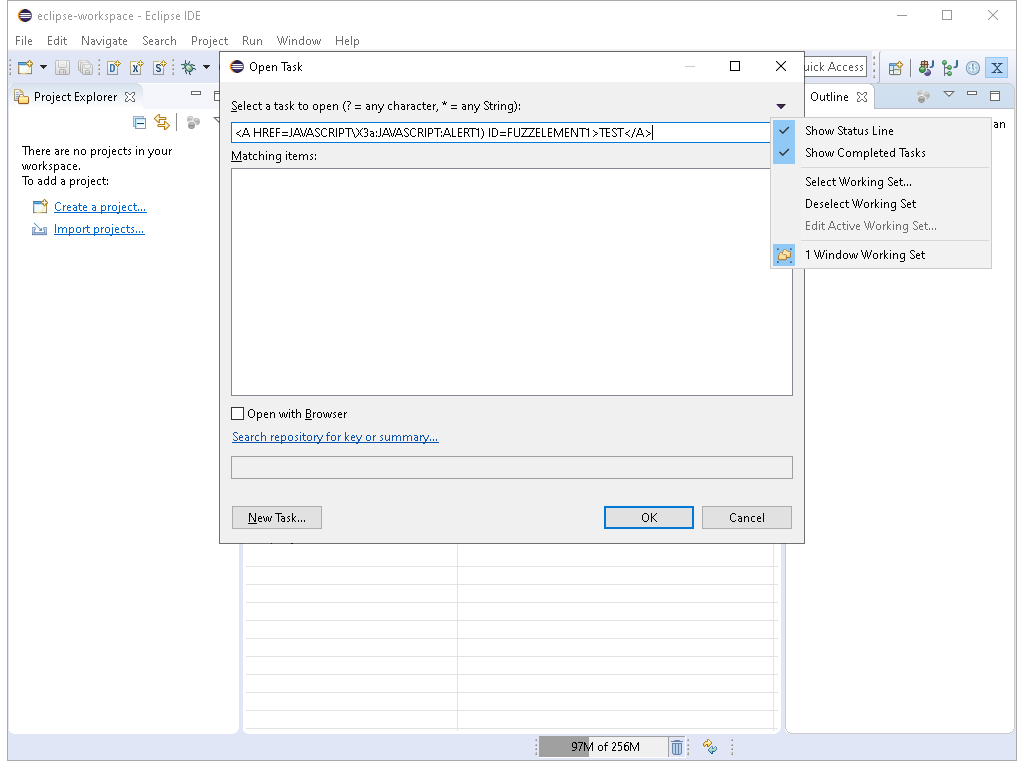 eclipse-workspace - Eclipse IDE
File Edit Navigate Search Project Run Window Help
Quick Access
Project Explorer
There are no projects in your
workspace.
To add a project:
Create a project...
Import projects...
Open Task
Select a task to open (? = any character, * = any String):
<A HREF=JAVASCRIPT\X3a:JAVASCRIPT:ALERT1) ID=FUZZELEMENT1>TEST</A>
Matching items:
Open with Browser
Search repository for key or summary...
New Task...
OK
Cancel
Outline
an
Show Status Line
Show Completed Tasks
Select Working Set...
Deselect Working Set
Edit Active Working Set...
1 Window Working Set
97M of 256M